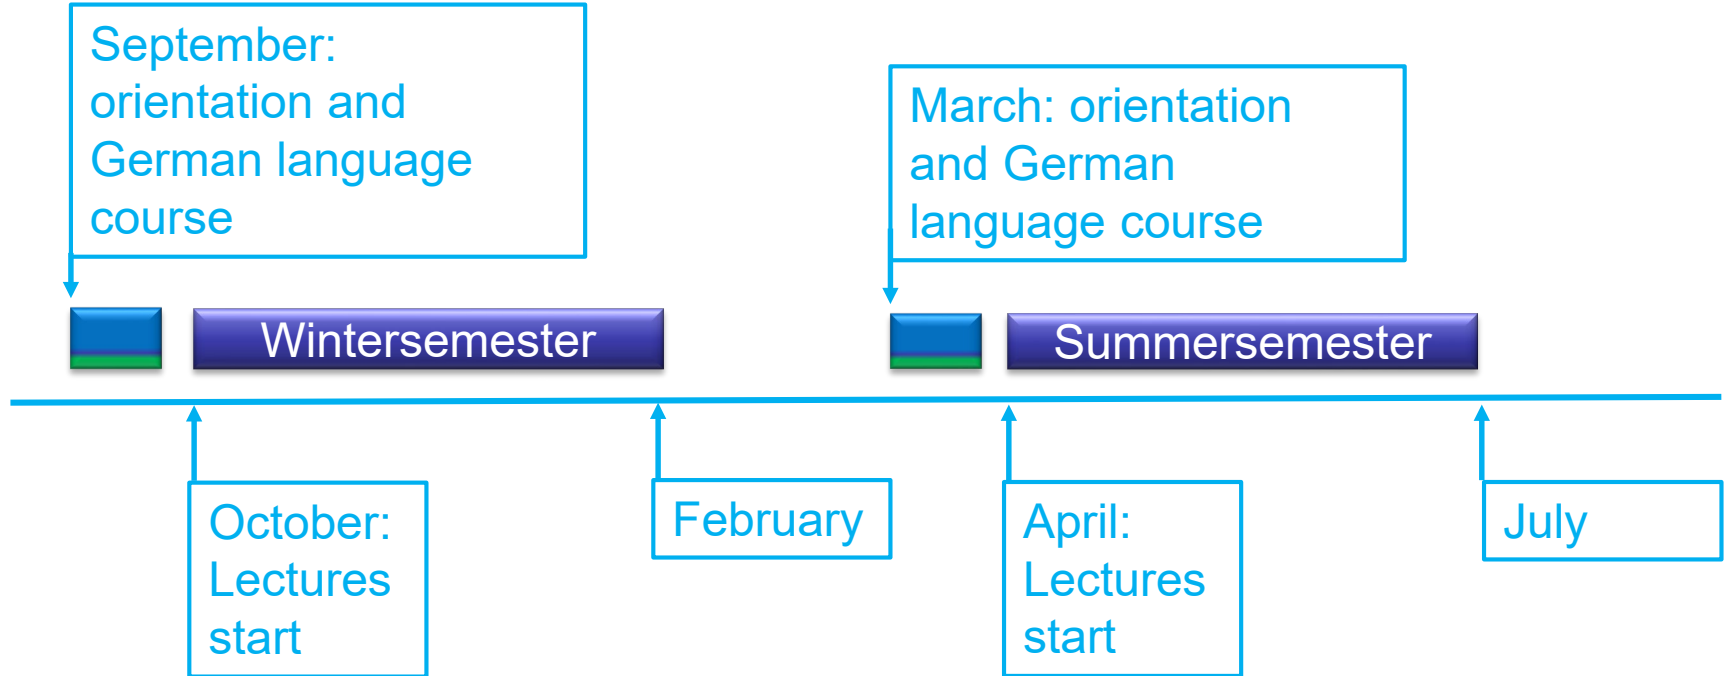 September:
orientation and
German language
course
March: orientation
and German
language course
Wintersemester
Summersemester
October:
Lectures
start
February
April:
Lectures
start
July